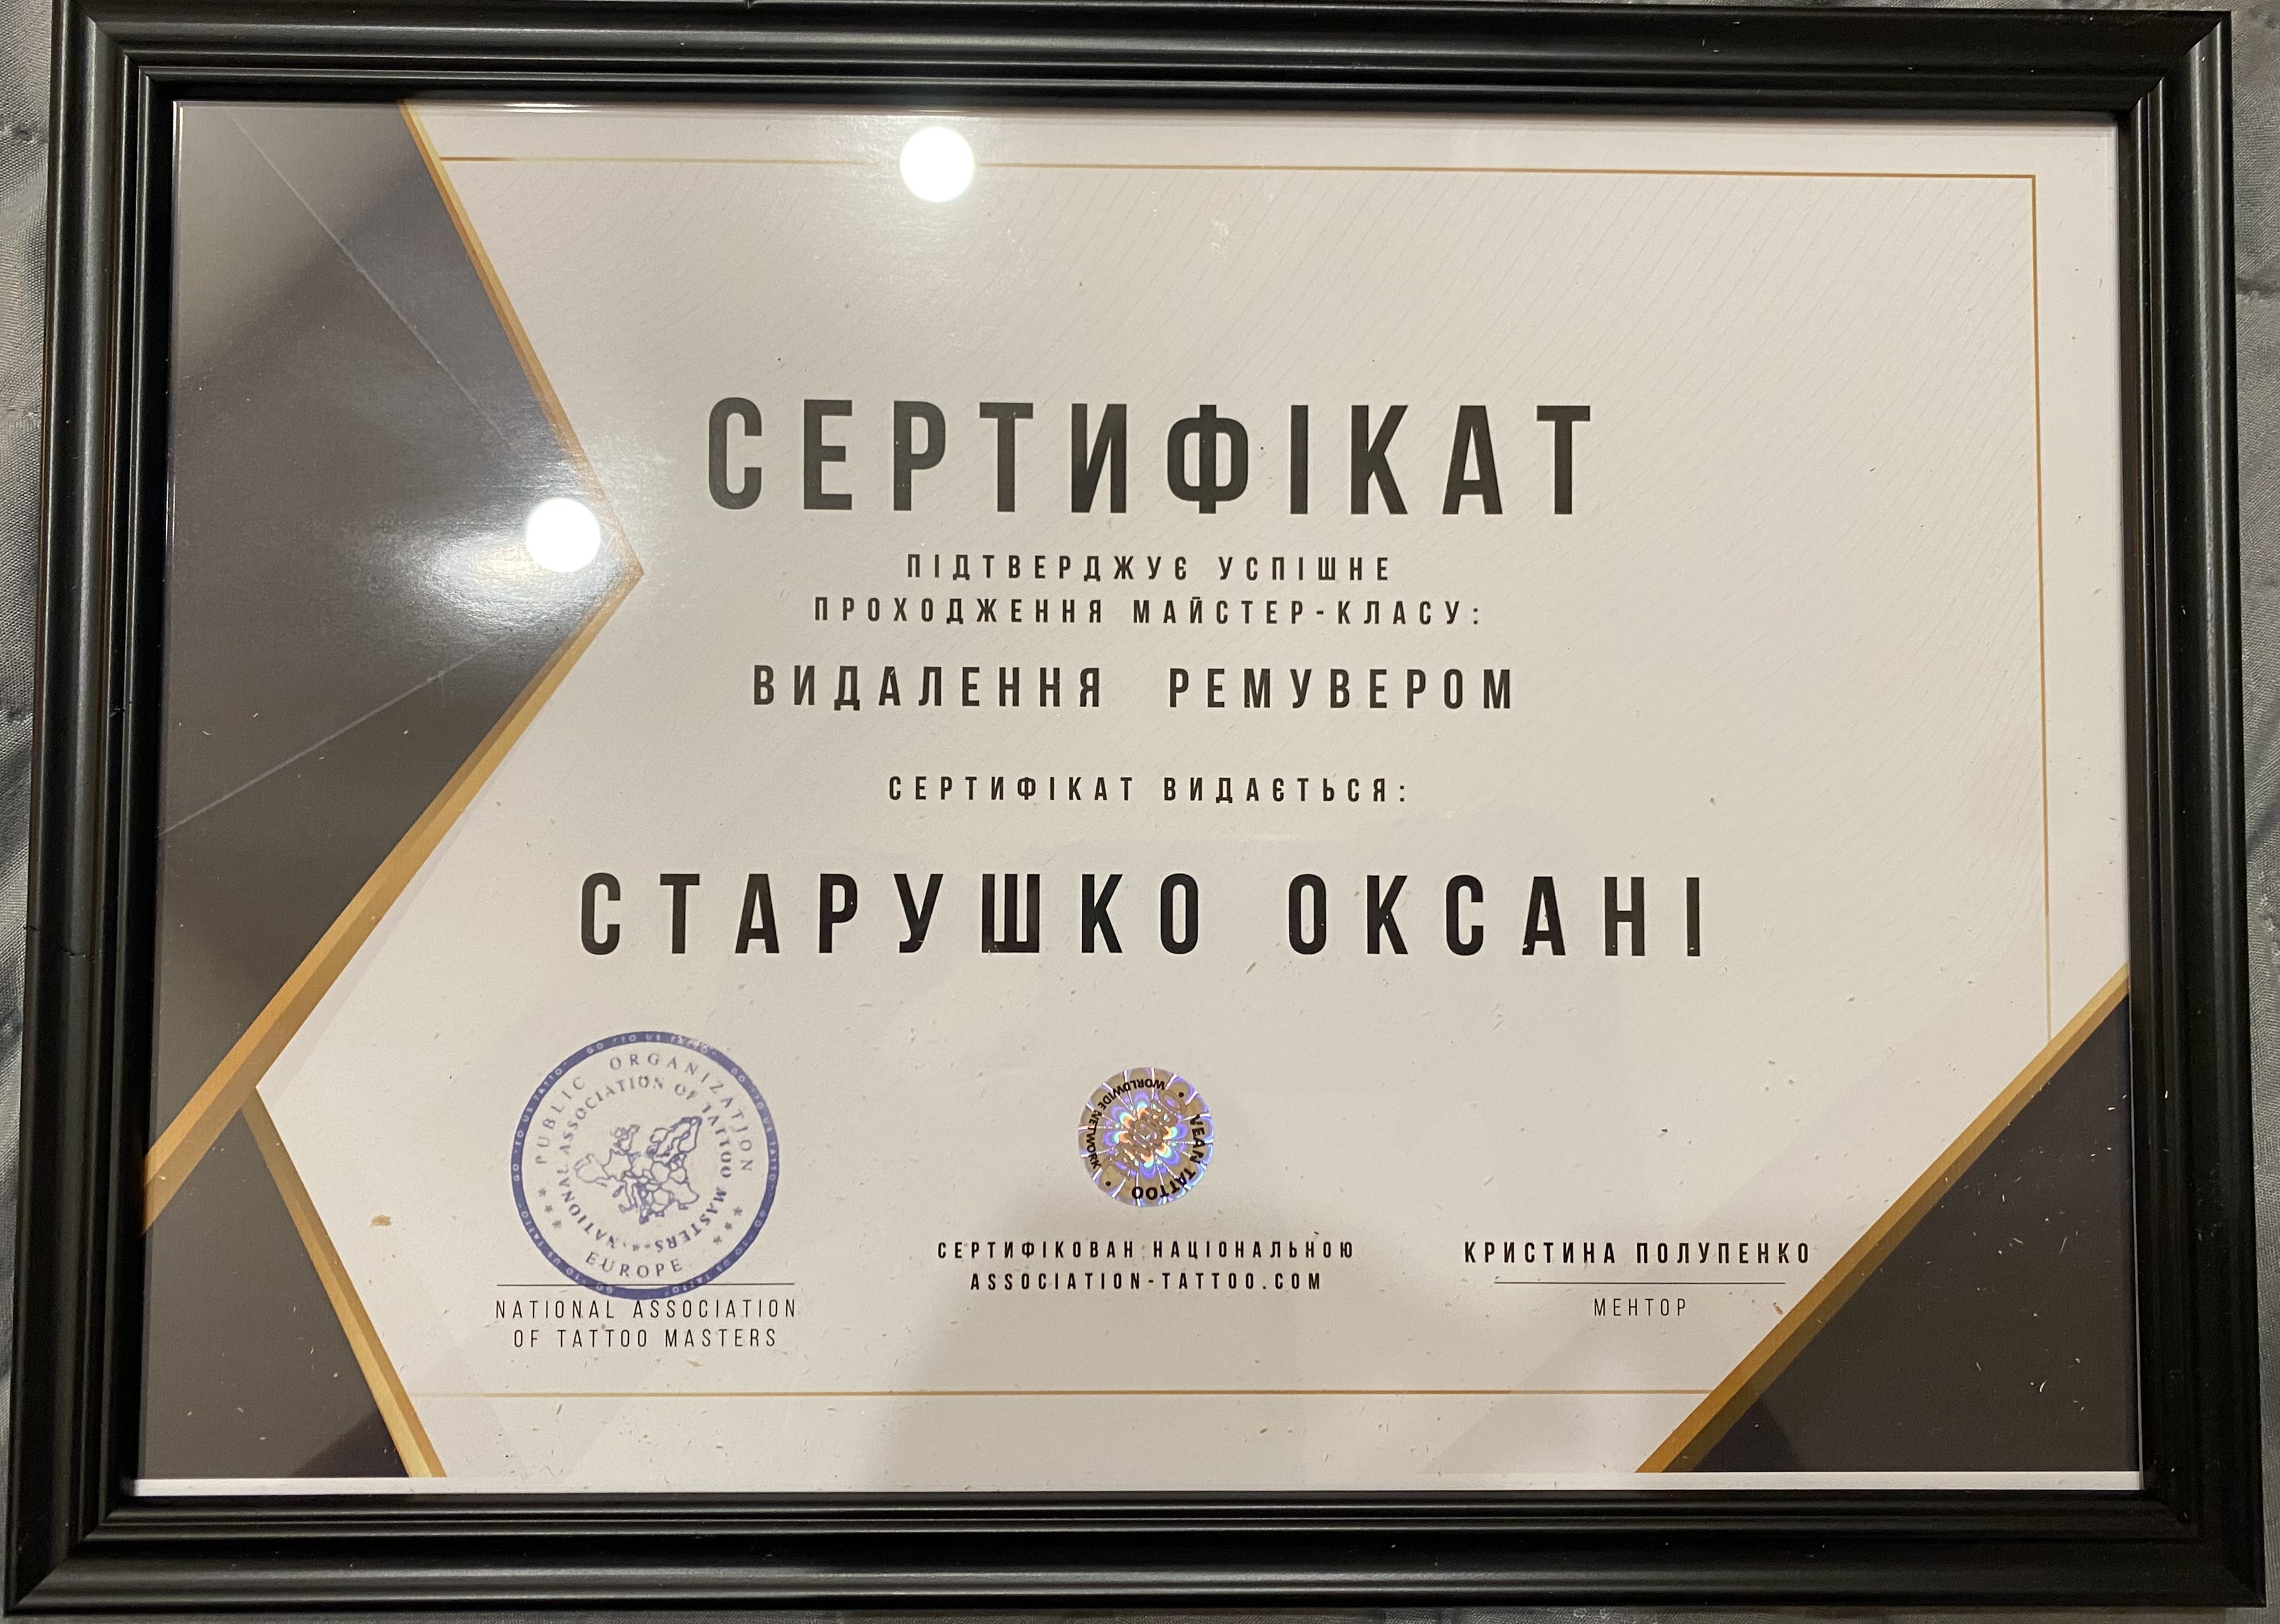 СЕРТИФІКАТ
ПІДТВЕРДЖУЄ УСПІШНЕ
ПРОХОДЖЕННЯ МАЙСТЕР-КЛАСУ:
ВИДАЛЕННЯ РЕМУВЕРОМ
СЕРТИФІКАТ ВИДАЄТЬСЯ:
СТАРУШКО ОКСАНІ
PUBLIC ORGANIZATION
NATIONAL ASSOCIATION OF TATTOO MASTERS
EUROPE
NATIONAL ASSOCIATION
OF TATTOO MASTERS
WORLDWIDE NETWORK
VEAN TATTOO
СЕРТИФІКОВАН НАЦІОНАЛЬНОЮ
ASSOCIATION-TATTOO.COM
КРИСТИНА ПОЛУПЕНКО
МЕНТОР